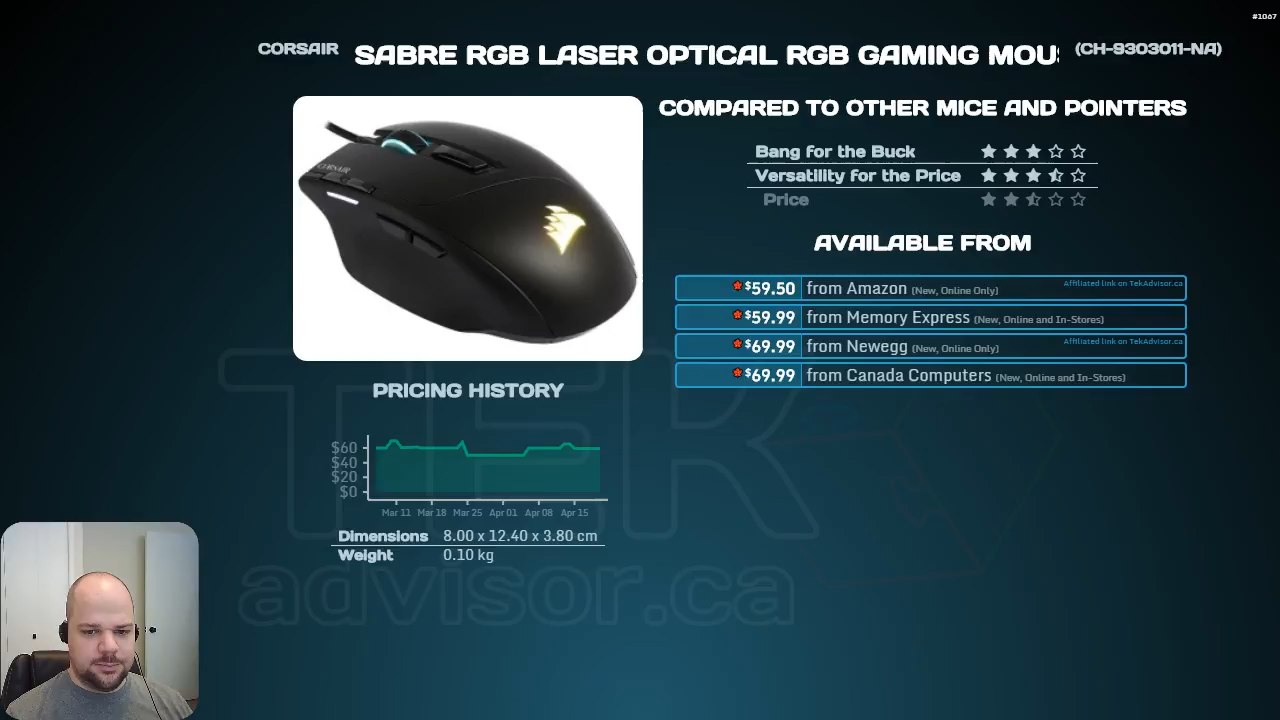 #1067
CORSAIR SABRE RGB LASER OPTICAL RGB GAMING MOU (CH-9303011-NA)
CORSAIR
COMPARED TO OTHER MICE AND POINTERS
Bang for the Buck
Versatility for the Price
Price
AVAILABLE FROM
$59.50 from Amazon (New, Online Only) Affiliated link on TekAdvisor.ca
$59.99 from Memory Express (New, Online and In-Stores)
$69.99 from Newegg (New, Online Only) Affiliated link on TekAdvisor.ca
$69.99 from Canada Computers (New, Online and In-Stores)
PRICING HISTORY
$60
$40
$20
$0
Mar 11 Mar 18 Mar 25 Apr 01 Apr 08 Apr 15
Dimensions 8.00 x 12.40 x 3.80 cm
Weight 0.10 kg
TEK
advisor.ca